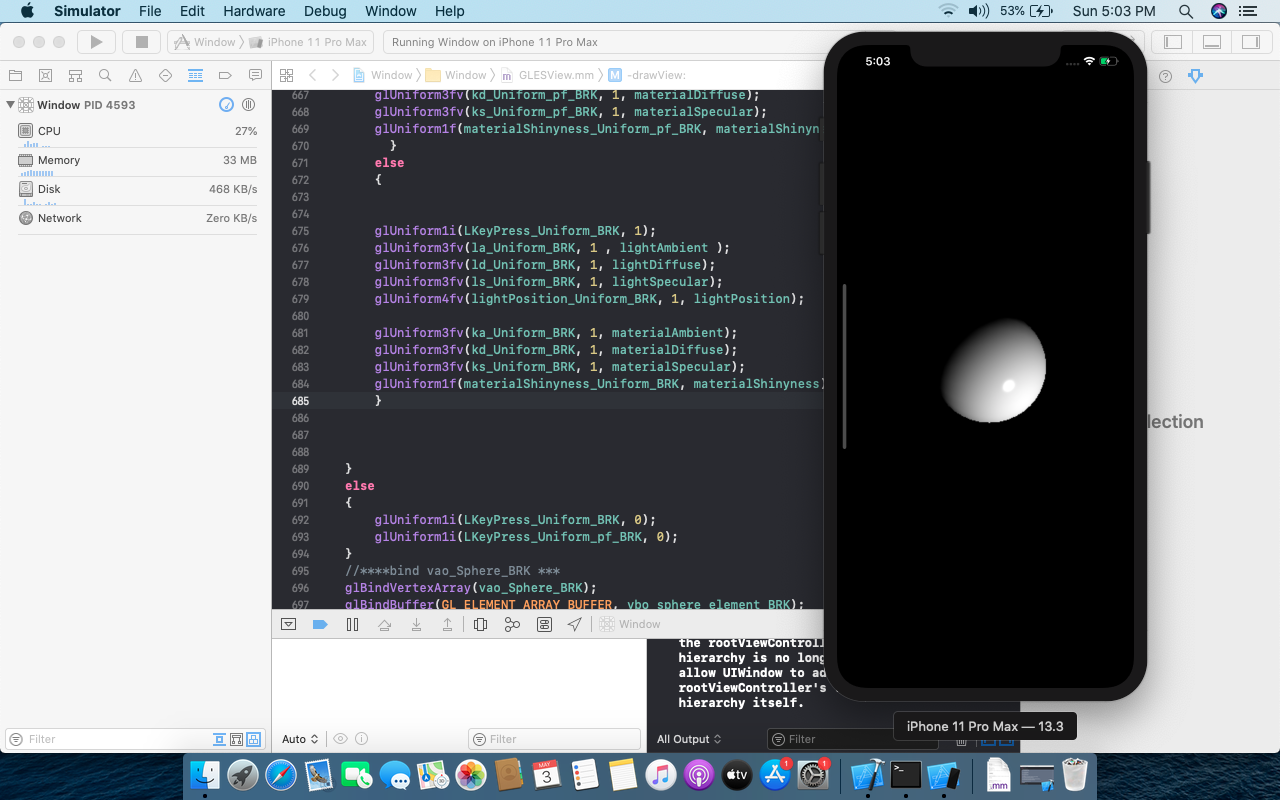 Simulator File Edit Hardware Debug Window Help 53% Sun 5:03 PM
Window iPhone 11 Pro Max Running Window on iPhone 11 Pro Max
Window Window GLESView.mm -drawView:
Window PID 4593
CPU 27%
Memory 33 MB
Disk 468 KB/s
Network Zero KB/s
667 glUniform3fv(kd_Uniform_pf_BRK, 1, materialDiffuse);
668 glUniform3fv(ks_Uniform_pf_BRK, 1, materialSpecular);
669 glUniform1f(materialShinyness_Uniform_pf_BRK, materialShinyn
670 }
671 else
672 {
673
674
675 glUniform1i(LKeyPress_Uniform_BRK, 1);
676 glUniform3fv(la_Uniform_BRK, 1 , lightAmbient );
677 glUniform3fv(ld_Uniform_BRK, 1, lightDiffuse);
678 glUniform3fv(ls_Uniform_BRK, 1, lightSpecular);
679 glUniform4fv(lightPosition_Uniform_BRK, 1, lightPosition);
680
681 glUniform3fv(ka_Uniform_BRK, 1, materialAmbient);
682 glUniform3fv(kd_Uniform_BRK, 1, materialDiffuse);
683 glUniform3fv(ks_Uniform_BRK, 1, materialSpecular);
684 glUniform1f(materialShinyness_Uniform_BRK, materialShinyness)
685 }
686
687
688
689 }
690 else
691 {
692 glUniform1i(LKeyPress_Uniform_BRK, 0);
693 glUniform1i(LKeyPress_Uniform_pf_BRK, 0);
694 }
695 //****bind vao_Sphere_BRK ***
696 glBindVertexArray(vao_Sphere_BRK);
697 glBindBuffer(GL_ELEMENT_ARRAY_BUFFER, vbo_sphere_element_BRK);
5:03
lection
Window
the rootViewControll
hierarchy is no long
allow UIWindow to ad
rootViewController's
hierarchy itself.
iPhone 11 Pro Max — 13.3
Filter
Auto
Filter
All Output
Filter
MAY
3
tv
1
1
>_
.mm